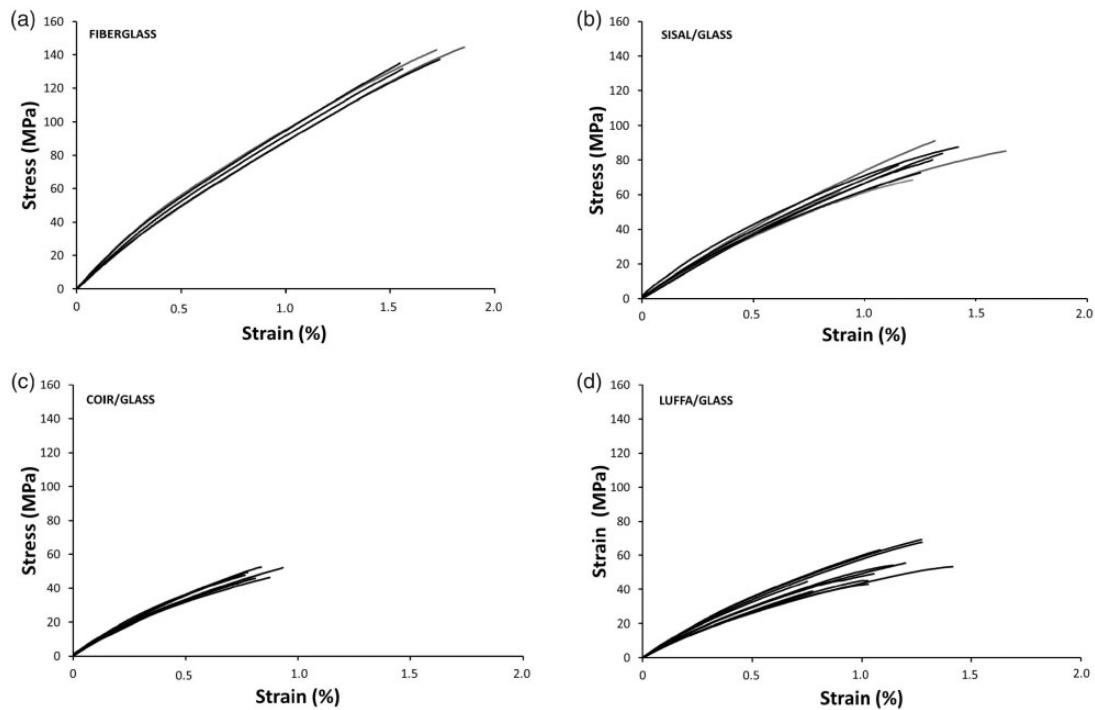 (a)
160
140
120
100
80
60
40
20
0
Stress (MPa)
FIBERGLASS
0 0.5 1.0 1.5 2.0
Strain (%)
(b)
160
140
120
100
80
60
40
20
0
Stress (MPa)
SISAL/GLASS
0 0.5 1.0 1.5 2.0
Strain (%)
(c)
160
140
120
100
80
60
40
20
0
Stress (MPa)
COIR/GLASS
0 0.5 1.0 1.5 2.0
Strain (%)
(d)
160
140
120
100
80
60
40
20
0
Strain (MPa)
LUFFA/GLASS
0 0.5 1.0 1.5 2.0
Strain (%)